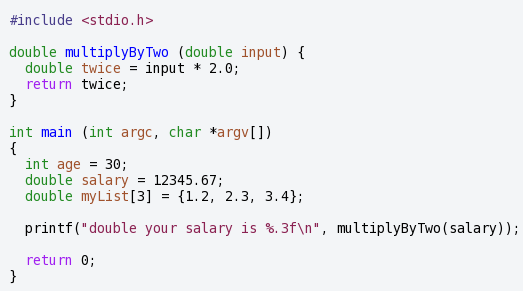 #include <stdio.h>

double multiplyByTwo (double input) {
  double twice = input * 2.0;
  return twice;
}

int main (int argc, char *argv[])
{
  int age = 30;
  double salary = 12345.67;
  double myList[3] = {1.2, 2.3, 3.4};

  printf("double your salary is %.3f\n", multiplyByTwo(salary));

  return 0;
}